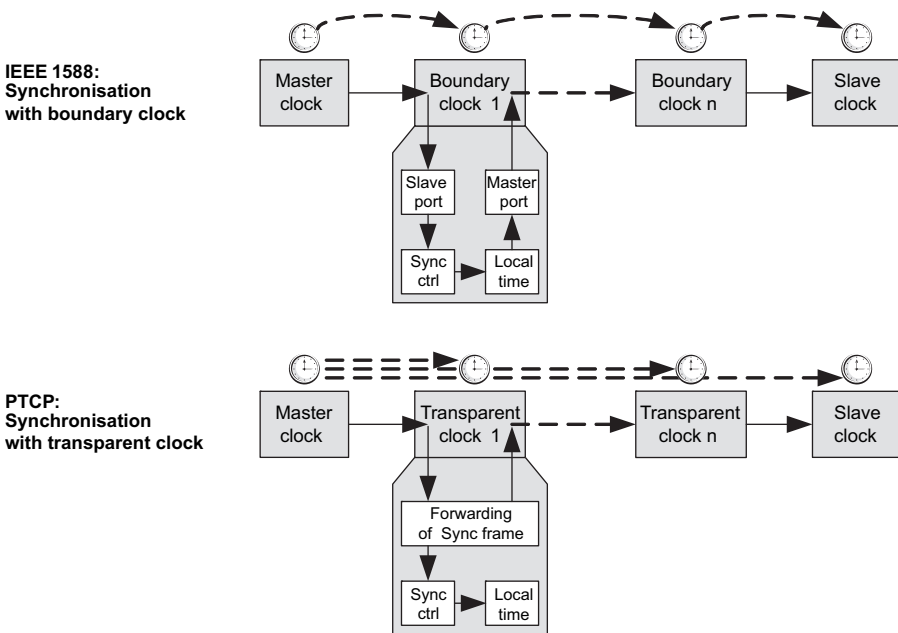 IEEE 1588:
Synchronisation
with boundary clock
Master
clock
Boundary
clock 1
Boundary
clock n
Slave
clock
Slave
port
Master
port
Sync
ctrl
Local
time
PTCP:
Synchronisation
with transparent clock
Master
clock
Transparent
clock 1
Transparent
clock n
Slave
clock
Forwarding
of Sync frame
Sync
ctrl
Local
time